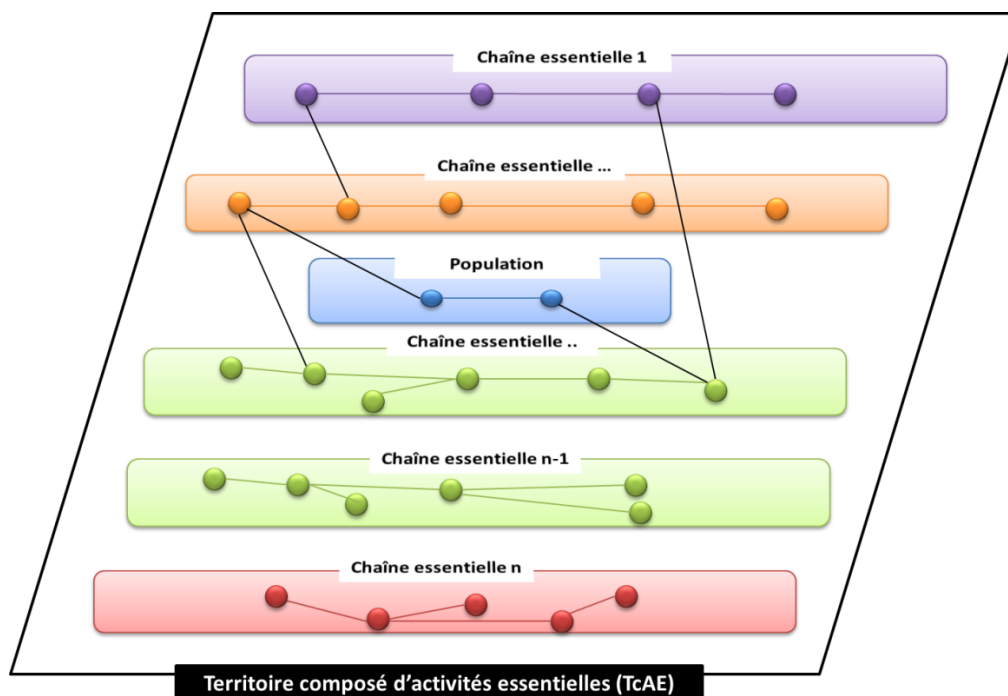 Chaîne essentielle 1
Chaîne essentielle ...
Population
Chaîne essentielle ..
Chaîne essentielle n-1
Chaîne essentielle n
Territoire composé d’activités essentielles (TcAE)